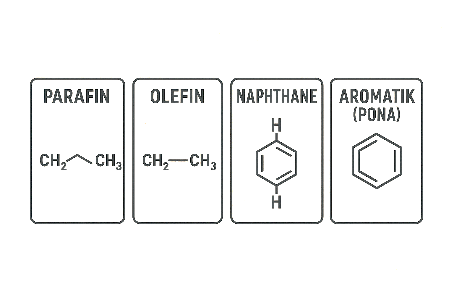 PARAFIN
CH₂ CH₃
OLEFIN
CH₂—CH₃
NAPHTHANE
H
H
AROMATIK
(PONA)